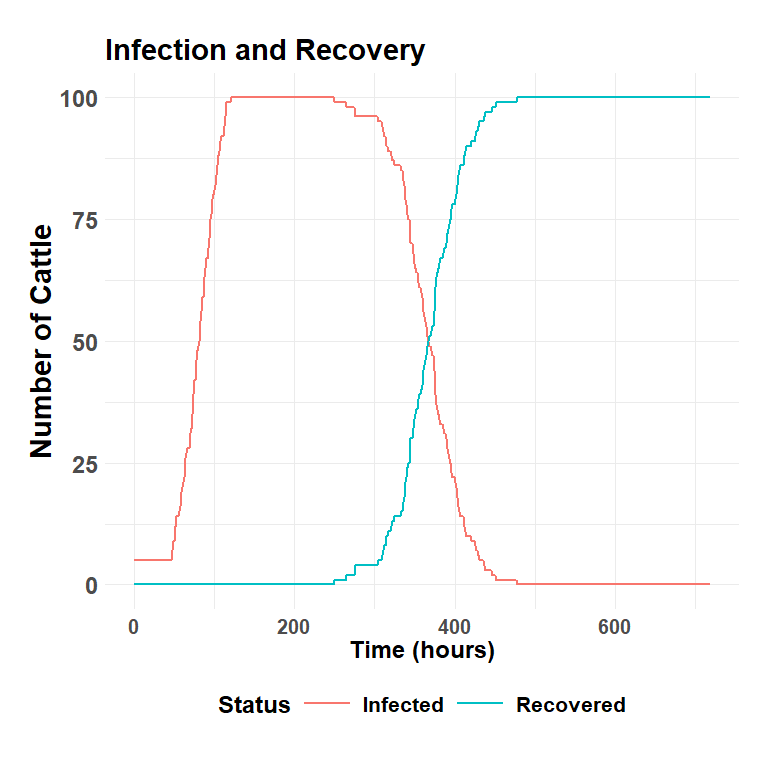 Infection and Recovery
Number of Cattle
100
75
50
25
0
0 200 400 600
Time (hours)
Status Infected Recovered